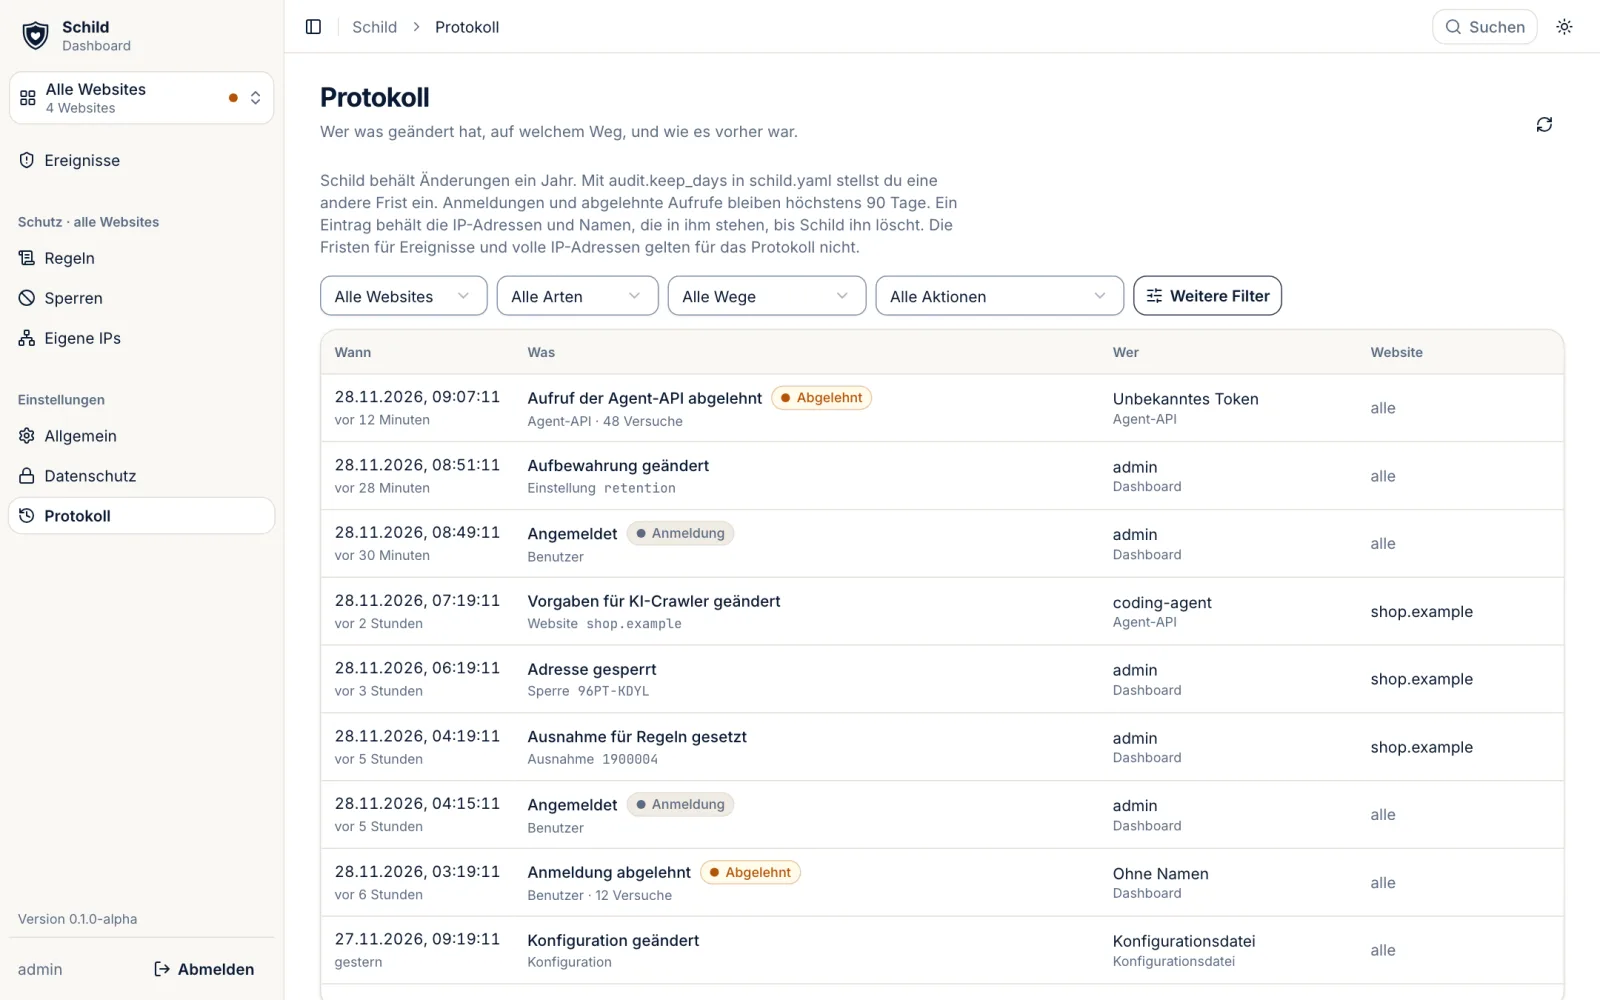 Schild
Dashboard
Alle Websites
4 Websites
Ereignisse
Schutz · alle Websites
Regeln
Sperren
Eigene IPs
Einstellungen
Allgemein
Datenschutz
Protokoll
Version 0.1.0-alpha
admin
Abmelden
Schild > Protokoll
Suchen
Protokoll
Wer was geändert hat, auf welchem Weg, und wie es vorher war.
Schild behält Änderungen ein Jahr. Mit audit.keep_days in schild.yaml stellst du eine
andere Frist ein. Anmeldungen und abgelehnte Aufrufe bleiben höchstens 90 Tage. Ein
Eintrag behält die IP-Adressen und Namen, die in ihm stehen, bis Schild ihn löscht. Die
Fristen für Ereignisse und volle IP-Adressen gelten für das Protokoll nicht.
Alle Websites Alle Arten Alle Wege Alle Aktionen Weitere Filter
Wann Was Wer Website
28.11.2026, 09:07:11 Aufruf der Agent-API abgelehnt Abgelehnt Unbekanntes Token alle
vor 12 Minuten Agent-API · 48 Versuche Agent-API
28.11.2026, 08:51:11 Aufbewahrung geändert admin alle
vor 28 Minuten Einstellung retention Dashboard
28.11.2026, 08:49:11 Angemeldet Anmeldung admin alle
vor 30 Minuten Benutzer Dashboard
28.11.2026, 07:19:11 Vorgaben für KI-Crawler geändert coding-agent shop.example
vor 2 Stunden Website shop.example Agent-API
28.11.2026, 06:19:11 Adresse gesperrt admin shop.example
vor 3 Stunden Sperre 96PT-KDYL Dashboard
28.11.2026, 04:19:11 Ausnahme für Regeln gesetzt admin shop.example
vor 5 Stunden Ausnahme 1900004 Dashboard
28.11.2026, 04:15:11 Angemeldet Anmeldung admin alle
vor 5 Stunden Benutzer Dashboard
28.11.2026, 03:19:11 Anmeldung abgelehnt Abgelehnt Ohne Namen alle
vor 6 Stunden Benutzer · 12 Versuche Dashboard
27.11.2026, 09:19:11 Konfiguration geändert Konfigurationsdatei alle
gestern Konfiguration Konfigurationsdatei